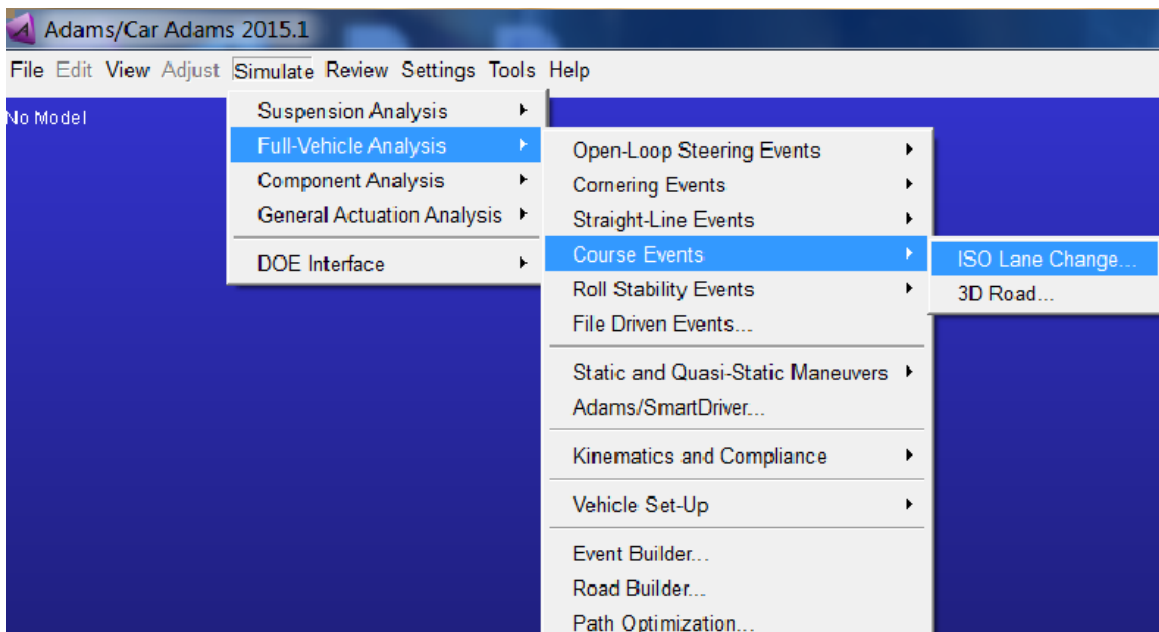 Adams/Car Adams 2015.1
File Edit View Adjust Simulate Review Settings Tools Help
No Model
Suspension Analysis
Full-Vehicle Analysis
Component Analysis
General Actuation Analysis
DOE Interface
Open-Loop Steering Events
Cornering Events
Straight-Line Events
Course Events
Roll Stability Events
File Driven Events...
Static and Quasi-Static Maneuvers
Adams/SmartDriver...
Kinematics and Compliance
Vehicle Set-Up
Event Builder...
Road Builder...
Path Optimization...
ISO Lane Change...
3D Road...